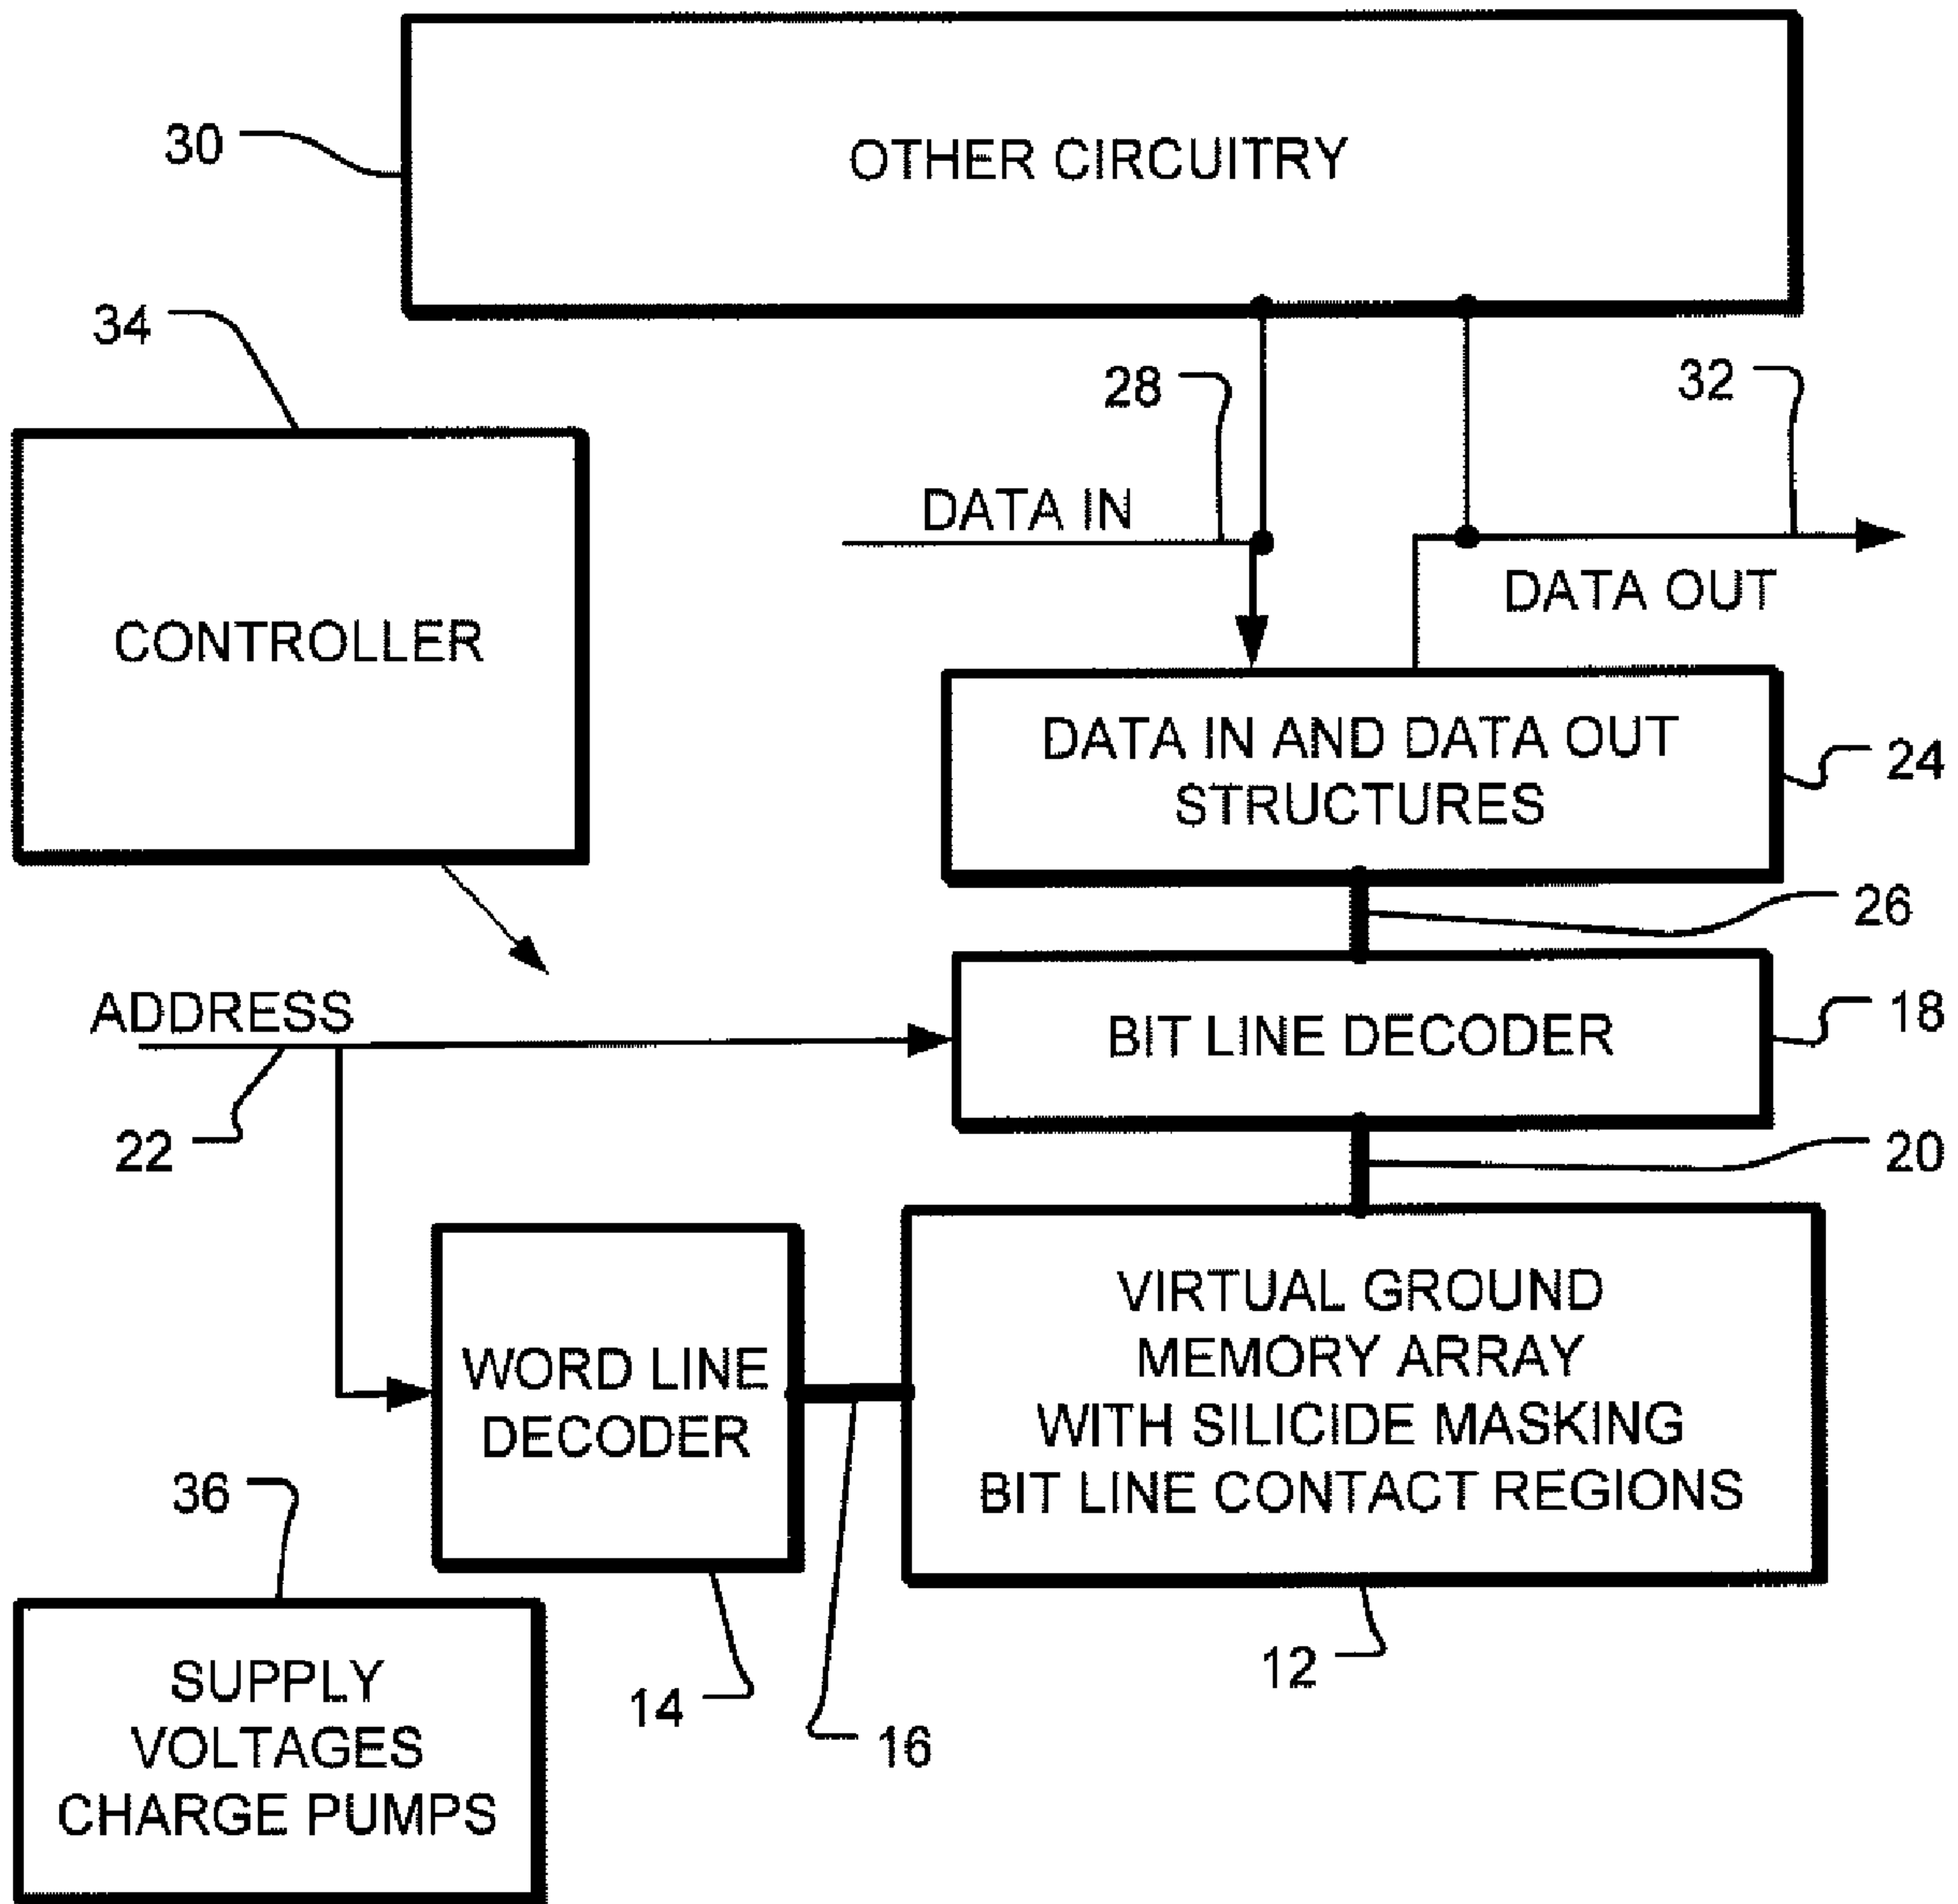 OTHER CIRCUITRY
30
34
28
32
DATA IN
DATA OUT
CONTROLLER
DATA IN AND DATA OUT
STRUCTURES
24
26
ADDRESS
BIT LINE DECODER
18
22
20
WORD LINE
DECODER
VIRTUAL GROUND
MEMORY ARRAY
WITH SILICIDE MASKING
BIT LINE CONTACT REGIONS
36
14
16
12
SUPPLY
VOLTAGES
CHARGE PUMPS